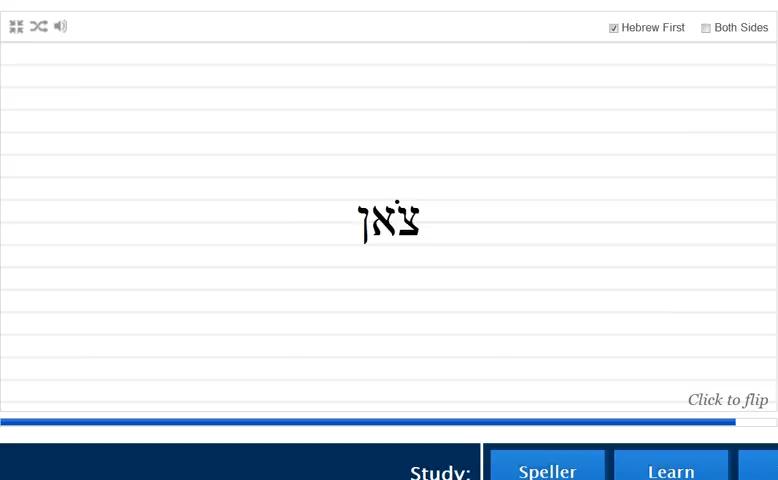 Hebrew First Both Sides
צֹאן
Click to flip
Study: Speller Learn